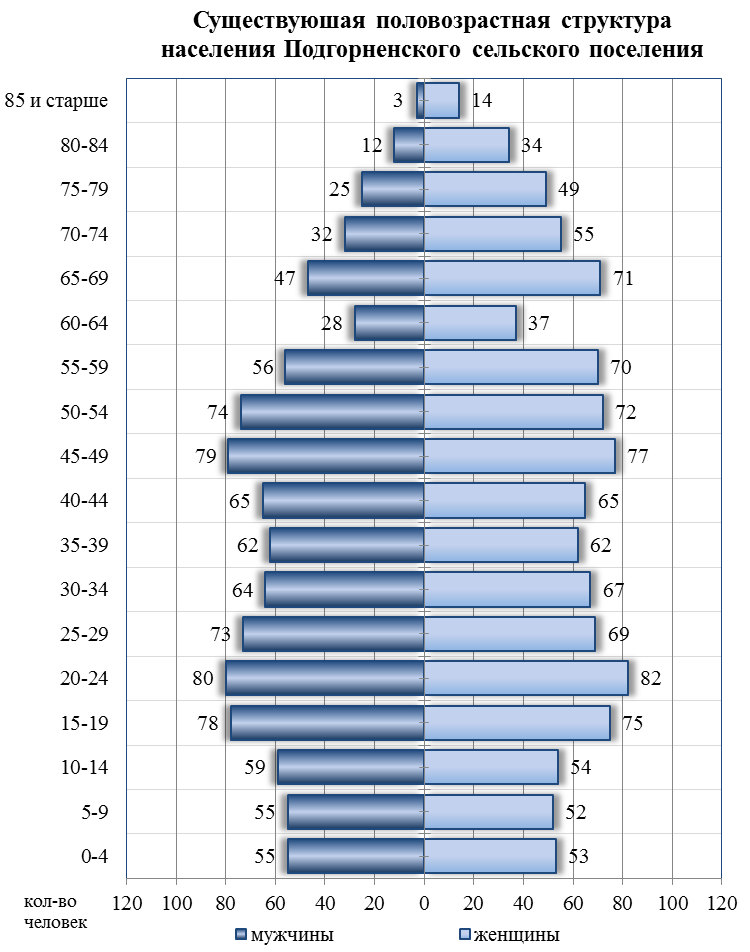 Существуюшая половозрастная структура
населения Подгорненского сельского поселения
85 и старше 3 14
80-84 12 34
75-79 25 49
70-74 32 55
65-69 47 71
60-64 28 37
55-59 56 70
50-54 74 72
45-49 79 77
40-44 65 65
35-39 62 62
30-34 64 67
25-29 73 69
20-24 80 82
15-19 78 75
10-14 59 54
5-9 55 52
0-4 55 53
120 100 80 60 40 20 0 20 40 60 80 100 120
кол-во
человек
мужчины женщины